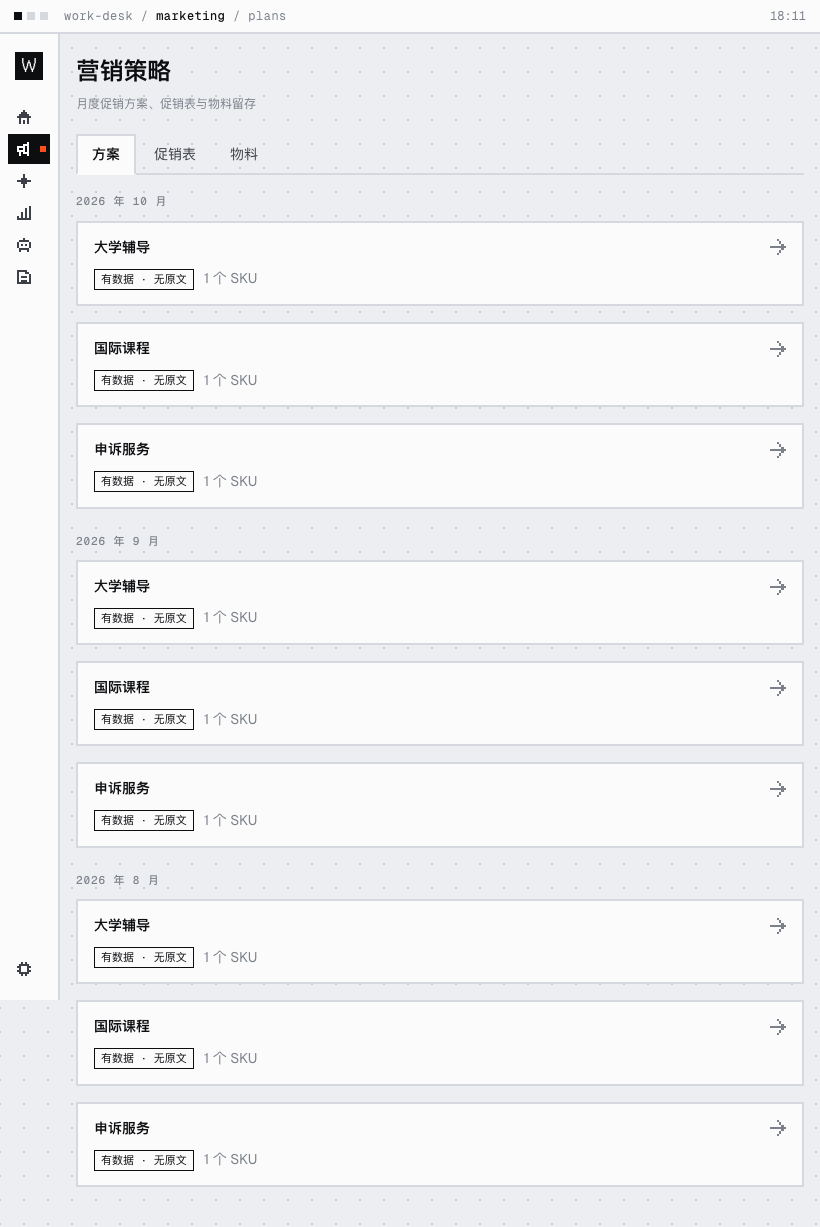 work-desk / marketing / plans
18:11
W
营销策略
月度促销方案、促销表与物料留存
方案 促销表 物料
2026 年 10 月
大学辅导
有数据 · 无原文 1 个 SKU
国际课程
有数据 · 无原文 1 个 SKU
申诉服务
有数据 · 无原文 1 个 SKU
2026 年 9 月
大学辅导
有数据 · 无原文 1 个 SKU
国际课程
有数据 · 无原文 1 个 SKU
申诉服务
有数据 · 无原文 1 个 SKU
2026 年 8 月
大学辅导
有数据 · 无原文 1 个 SKU
国际课程
有数据 · 无原文 1 个 SKU
申诉服务
有数据 · 无原文 1 个 SKU